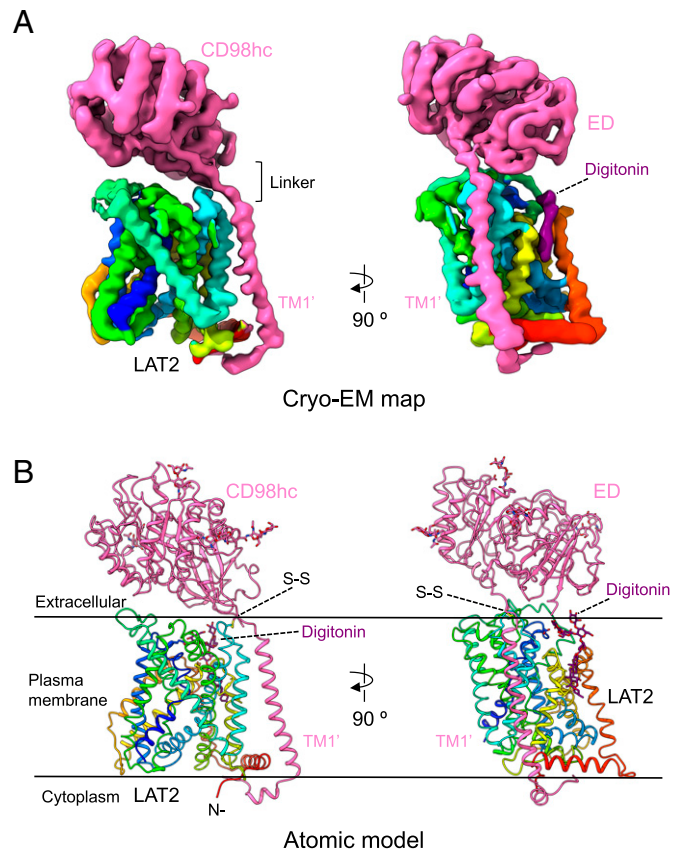 A
CD98hc
ED
Digitonin
Linker
TM1'
TM1'
90 º
LAT2
Cryo-EM map
B
CD98hc
ED
S-S
S-S
Digitonin
Extracellular
Digitonin
Plasma
membrane
LAT2
90 º
TM1'
TM1'
Cytoplasm
LAT2
N-
Atomic model